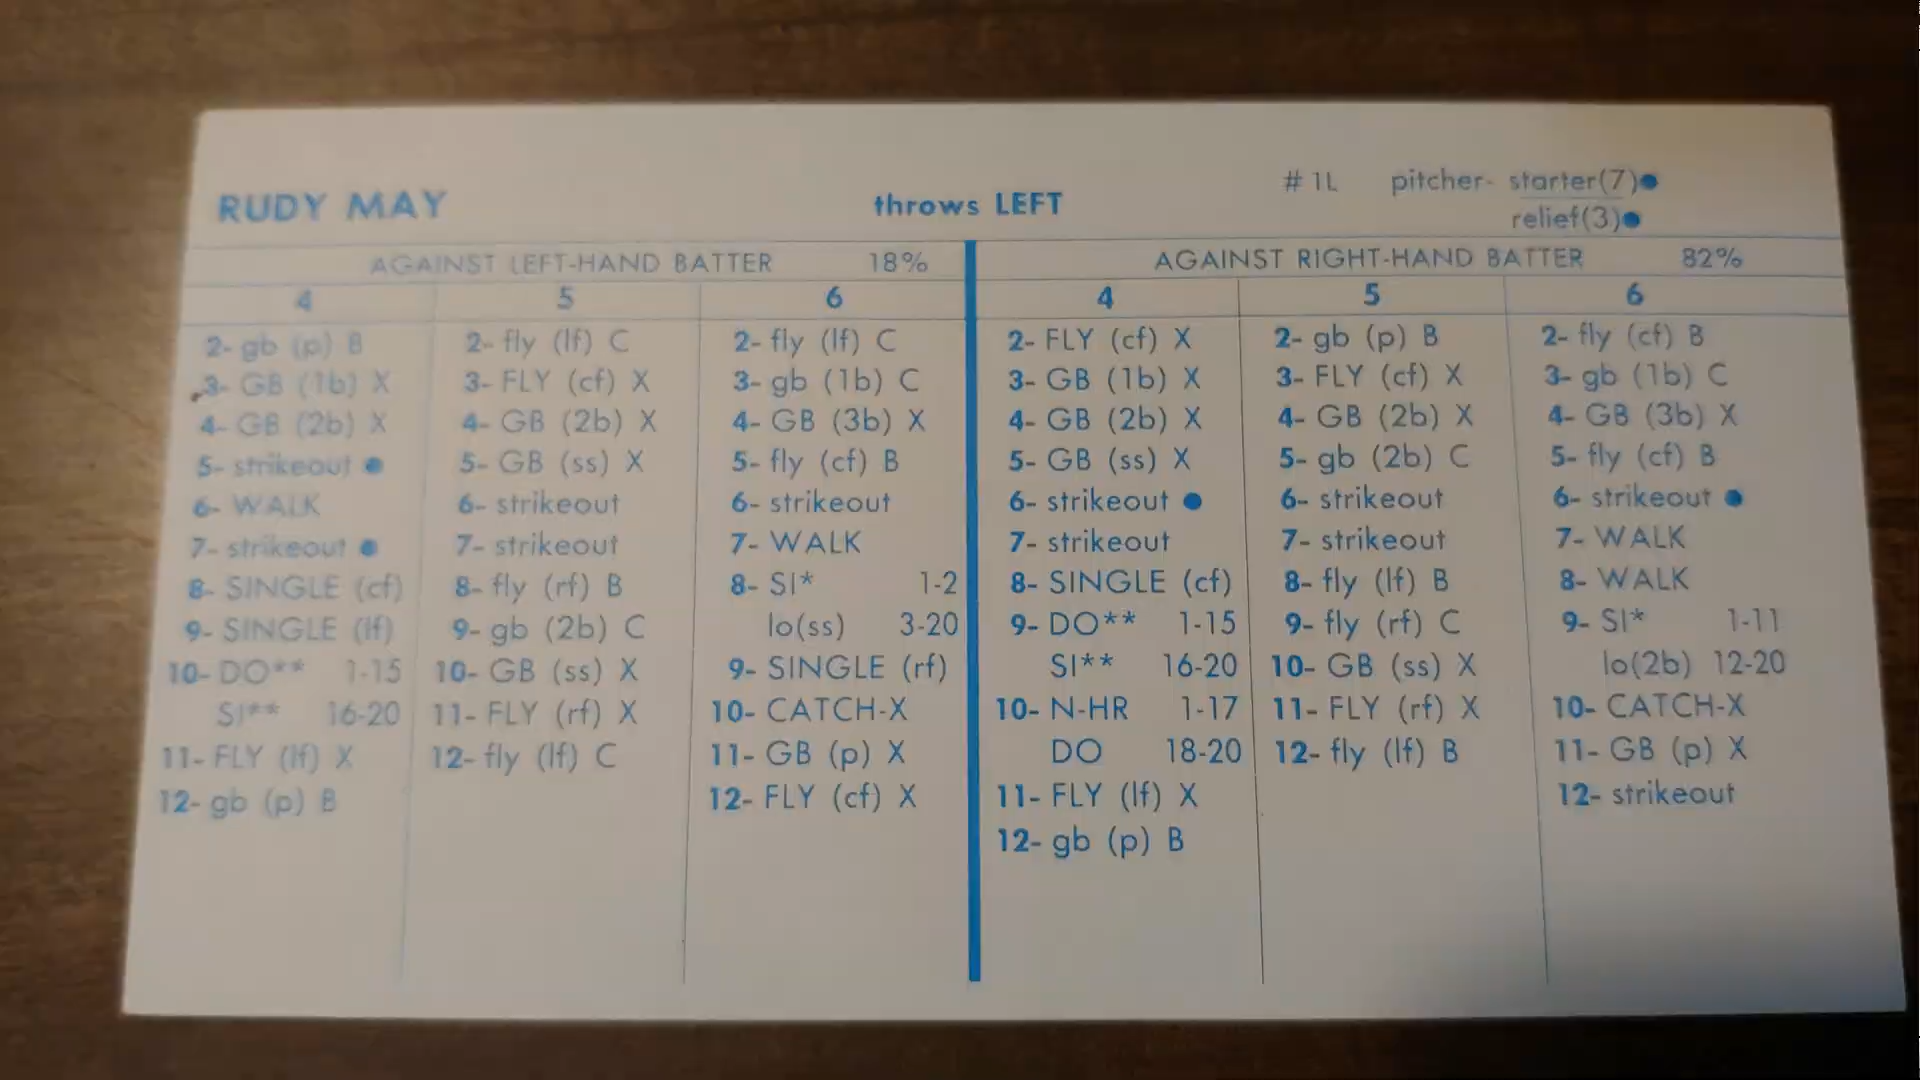 RUDY MAY throws LEFT # 1L pitcher- starter(7)●
relief(3)●
AGAINST LEFT-HAND BATTER 18%
4
2- gb (p) B
3- GB (1b) X
4- GB (2b) X
5- strikeout ●
6- WALK
7- strikeout ●
8- SINGLE (cf)
9- SINGLE (lf)
10- DO** 1-15
SI** 16-20
11- FLY (lf) X
12- gb (p) B
5
2- fly (lf) C
3- FLY (cf) X
4- GB (2b) X
5- GB (ss) X
6- strikeout
7- strikeout
8- fly (rf) B
9- gb (2b) C
10- GB (ss) X
11- FLY (rf) X
12- fly (lf) C
6
2- fly (lf) C
3- gb (1b) C
4- GB (3b) X
5- fly (cf) B
6- strikeout
7- WALK
8- SI* 1-2
lo(ss) 3-20
9- SINGLE (rf)
10- CATCH-X
11- GB (p) X
12- FLY (cf) X
AGAINST RIGHT-HAND BATTER 82%
4
2- FLY (cf) X
3- GB (1b) X
4- GB (2b) X
5- GB (ss) X
6- strikeout ●
7- strikeout
8- SINGLE (cf)
9- DO** 1-15
SI** 16-20
10- N-HR 1-17
DO 18-20
11- FLY (lf) X
12- gb (p) B
5
2- gb (p) B
3- FLY (cf) X
4- GB (2b) X
5- gb (2b) C
6- strikeout
7- strikeout
8- fly (lf) B
9- fly (rf) C
10- GB (ss) X
11- FLY (rf) X
12- fly (lf) B
6
2- fly (cf) B
3- gb (1b) C
4- GB (3b) X
5- fly (cf) B
6- strikeout ●
7- WALK
8- WALK
9- SI* 1-11
lo(2b) 12-20
10- CATCH-X
11- GB (p) X
12- strikeout